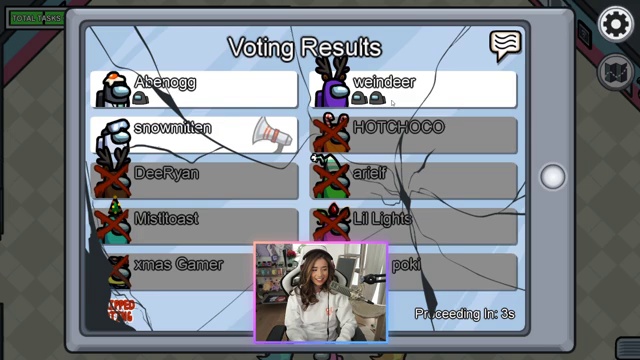 TOTAL TASKS
Voting Results
Abenogg
weindeer
snowmitten
HOTCHOCO
DeeRyan
arielf
Mistltoast
Lil Lights
xmas Gamer
poki
Proceeding In: 3s